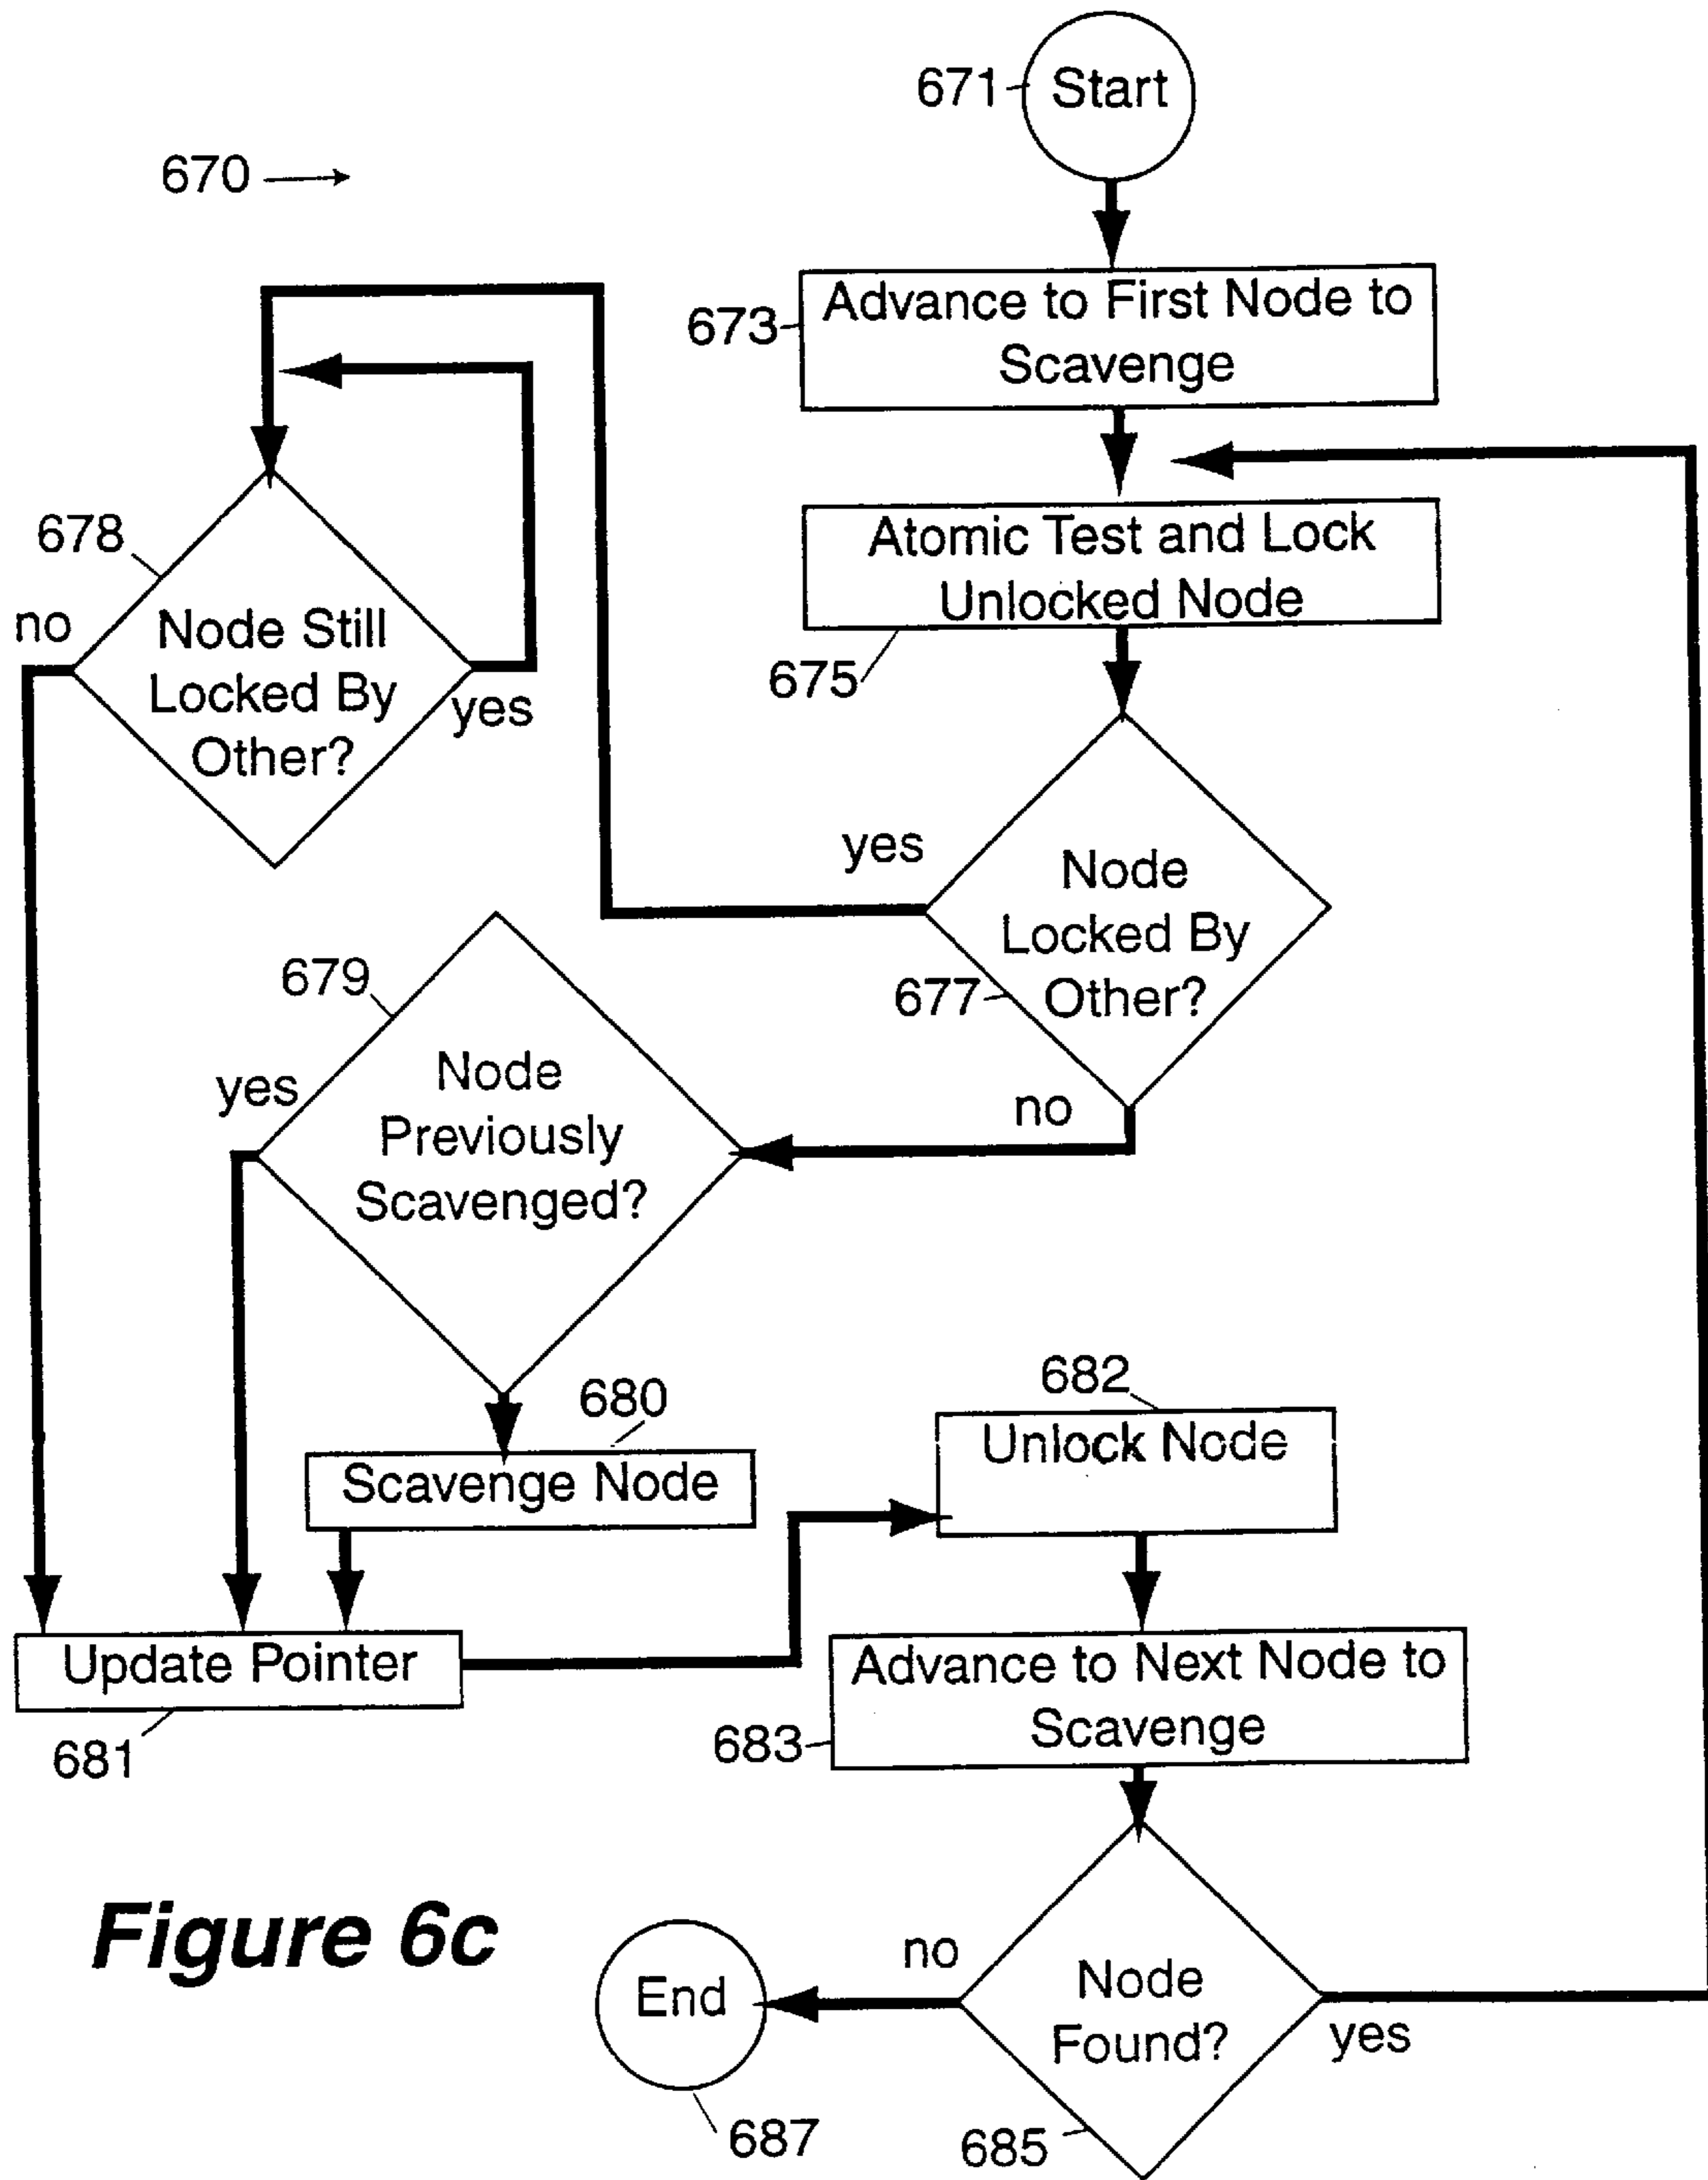 671
Start
670
673
Advance to First Node to
Scavenge
Atomic Test and Lock
Unlocked Node
675
678
no
Node Still
Locked By
Other?
yes
yes
Node
Locked By
Other?
677
no
679
yes
Node
Previously
Scavenged?
680
Scavenge Node
682
Unlock Node
Update Pointer
681
Advance to Next Node to
Scavenge
683
Figure 6c
End
687
no
Node
Found?
yes
685